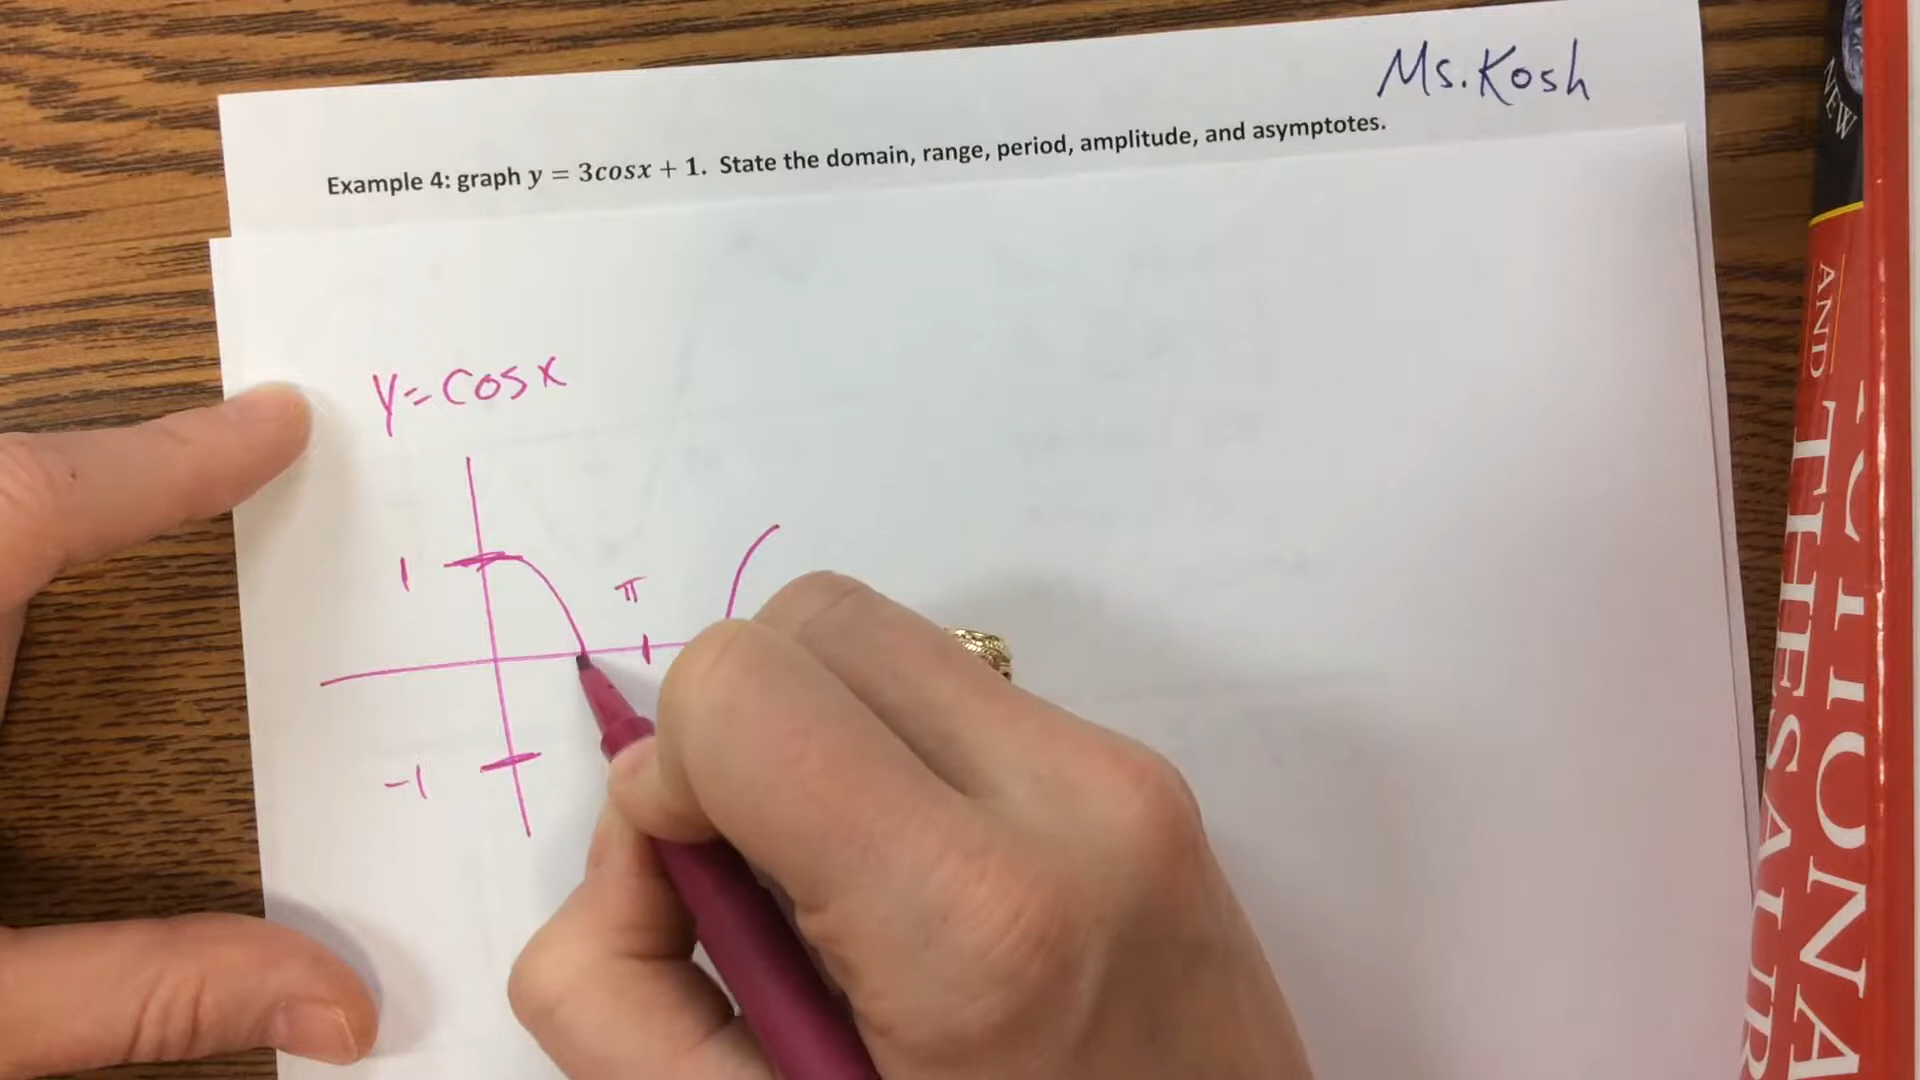 Ms. Kosh
Example 4: graph y = 3cosx + 1. State the domain, range, period, amplitude, and asymptotes.
y = cos x
1
π
-1
NEW
AND
THESAUR